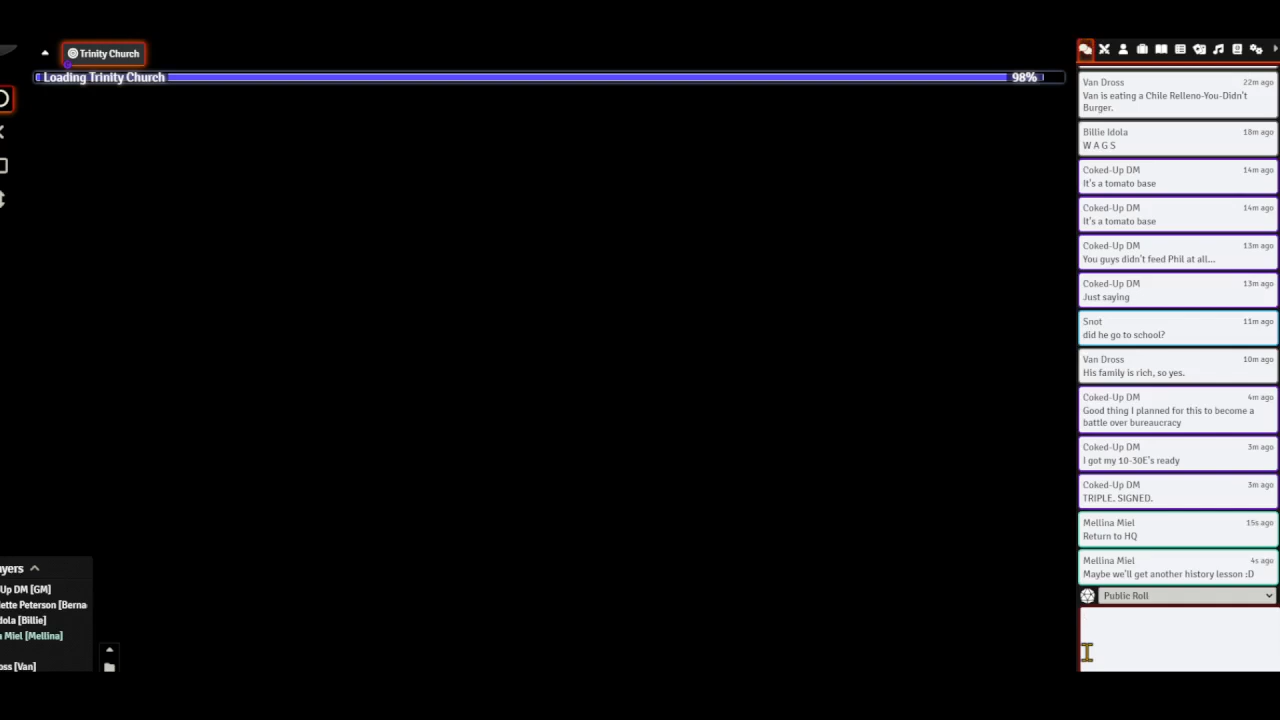 Trinity Church
Loading Trinity Church
98%
Van Dross 22m ago
Van is eating a Chile Relleno-You-Didn't
Burger.
Billie Idola 18m ago
W A G S
Coked-Up DM 14m ago
It's a tomato base
Coked-Up DM 14m ago
It's a tomato base
Coked-Up DM 13m ago
You guys didn't feed Phil at all...
Coked-Up DM 13m ago
Just saying
Snot 11m ago
did he go to school?
Van Dross 10m ago
His family is rich, so yes.
Coked-Up DM 4m ago
Good thing I planned for this to become a
battle over bureaucracy
Coked-Up DM 3m ago
I got my 10-30E's ready
Coked-Up DM 3m ago
TRIPLE. SIGNED.
Mellina Miel 15s ago
Return to HQ
Mellina Miel 4s ago
Maybe we'll get another history lesson :D
Public Roll
ayers
Up DM [GM]
lette Peterson [Berna
dola [Billie]
a Miel [Mellina]
oss [Van]